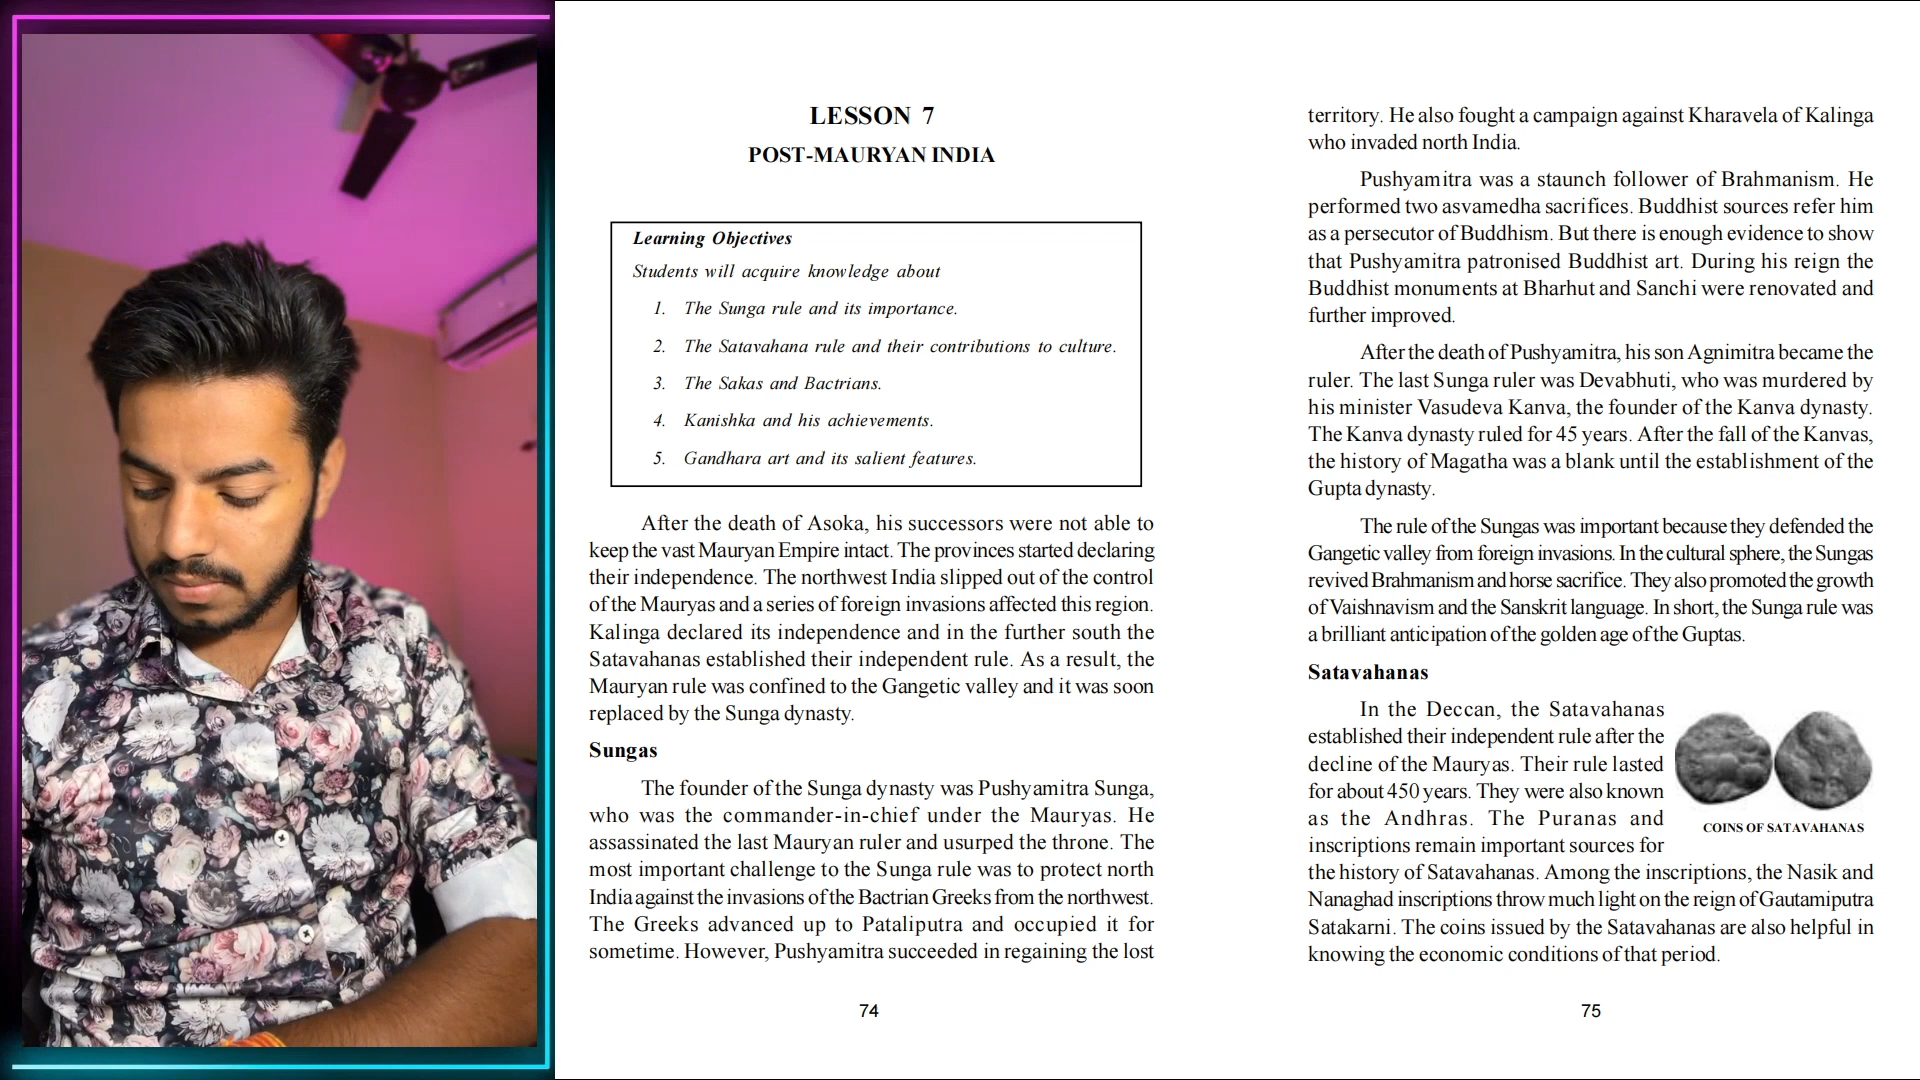 LESSON 7
POST-MAURYAN INDIA
Learning Objectives
Students will acquire knowledge about
1. The Sunga rule and its importance.
2. The Satavahana rule and their contributions to culture.
3. The Sakas and Bactrians.
4. Kanishka and his achievements.
5. Gandhara art and its salient features.
After the death of Asoka, his successors were not able to
keep the vast Mauryan Empire intact. The provinces started declaring
their independence. The northwest India slipped out of the control
of the Mauryas and a series of foreign invasions affected this region.
Kalinga declared its independence and in the further south the
Satavahanas established their independent rule. As a result, the
Mauryan rule was confined to the Gangetic valley and it was soon
replaced by the Sunga dynasty.
Sungas
The founder of the Sunga dynasty was Pushyamitra Sunga,
who was the commander-in-chief under the Mauryas. He
assassinated the last Mauryan ruler and usurped the throne. The
most important challenge to the Sunga rule was to protect north
India against the invasions of the Bactrian Greeks from the northwest.
The Greeks advanced up to Pataliputra and occupied it for
sometime. However, Pushyamitra succeeded in regaining the lost
74
territory. He also fought a campaign against Kharavela of Kalinga
who invaded north India.
Pushyamitra was a staunch follower of Brahmanism. He
performed two asvamedha sacrifices. Buddhist sources refer him
as a persecutor of Buddhism. But there is enough evidence to show
that Pushyamitra patronised Buddhist art. During his reign the
Buddhist monuments at Bharhut and Sanchi were renovated and
further improved.
After the death of Pushyamitra, his son Agnimitra became the
ruler. The last Sunga ruler was Devabhuti, who was murdered by
his minister Vasudeva Kanva, the founder of the Kanva dynasty.
The Kanva dynasty ruled for 45 years. After the fall of the Kanvas,
the history of Magatha was a blank until the establishment of the
Gupta dynasty.
The rule of the Sungas was important because they defended the
Gangetic valley from foreign invasions. In the cultural sphere, the Sungas
revived Brahmanism and horse sacrifice. They also promoted the growth
of Vaishnavism and the Sanskrit language. In short, the Sunga rule was
a brilliant anticipation of the golden age of the Guptas.
Satavahanas
In the Deccan, the Satavahanas
established their independent rule after the
decline of the Mauryas. Their rule lasted
for about 450 years. They were also known
as the Andhras. The Puranas and
inscriptions remain important sources for
the history of Satavahanas. Among the inscriptions, the Nasik and
Nanaghad inscriptions throw much light on the reign of Gautamiputra
Satakarni. The coins issued by the Satavahanas are also helpful in
knowing the economic conditions of that period.
COINS OF SATAVAHANAS
75